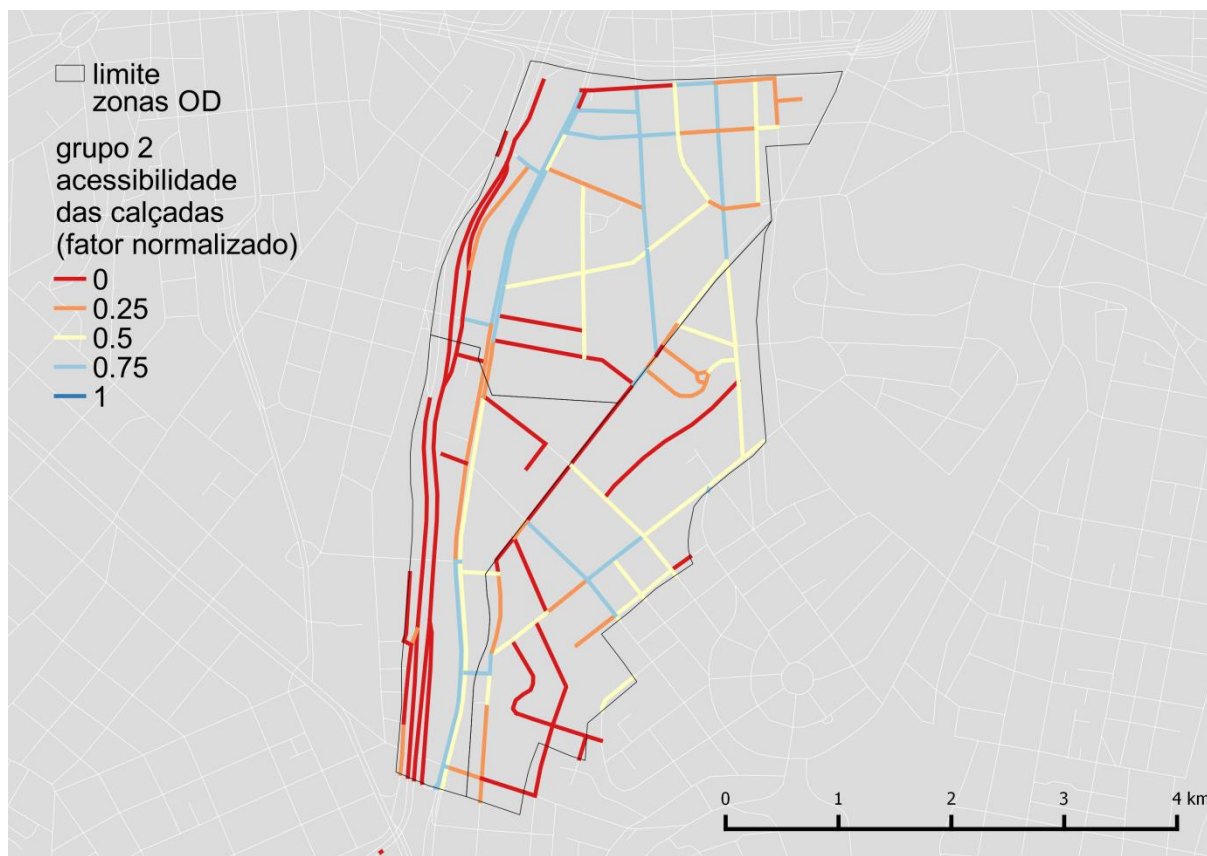 limite
zonas OD
grupo 2
acessibilidade
das calçadas
(fator normalizado)
0
0.25
0.5
0.75
1
0 1 2 3 4 km